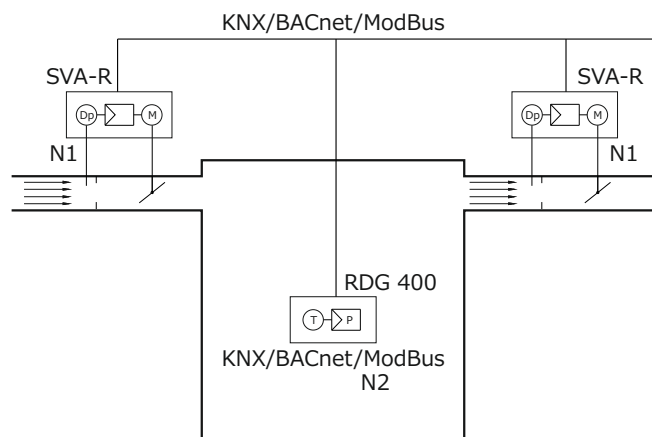 KNX/BACnet/ModBus
SVA-R
SVA-R
Dp
M
Dp
M
N1
N1
RDG 400
T
P
KNX/BACnet/ModBus
N2